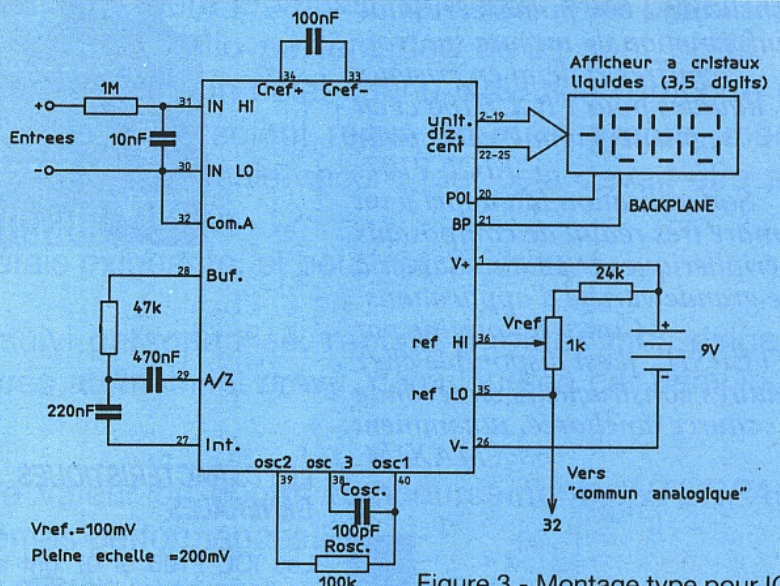 100nF
34 33
Cref+ Cref-
Afficheur a cristaux
liquides (3,5 digits)
+ 1M 31 IN HI
unit. 2-19
diz.
cent 22-25
-888
Entrees 10nF
- 30 IN LO
POL 20
BACKPLANE
32 Com.A
BP 21
V+ 1
28 Buf.
24k
47k
Vref
+
ref HI 36
1k
9V
470nF
29 A/Z
ref LO 35
-
220nF
27 Int.
V- 26
osc2 osc 3 osc1
39 38 40
Vers
"commun analogique"
Cosc.
100pF
32
Vref.=100mV
Rosc.
Pleine echelle =200mV
100k
Figure 3 - Montage type pour